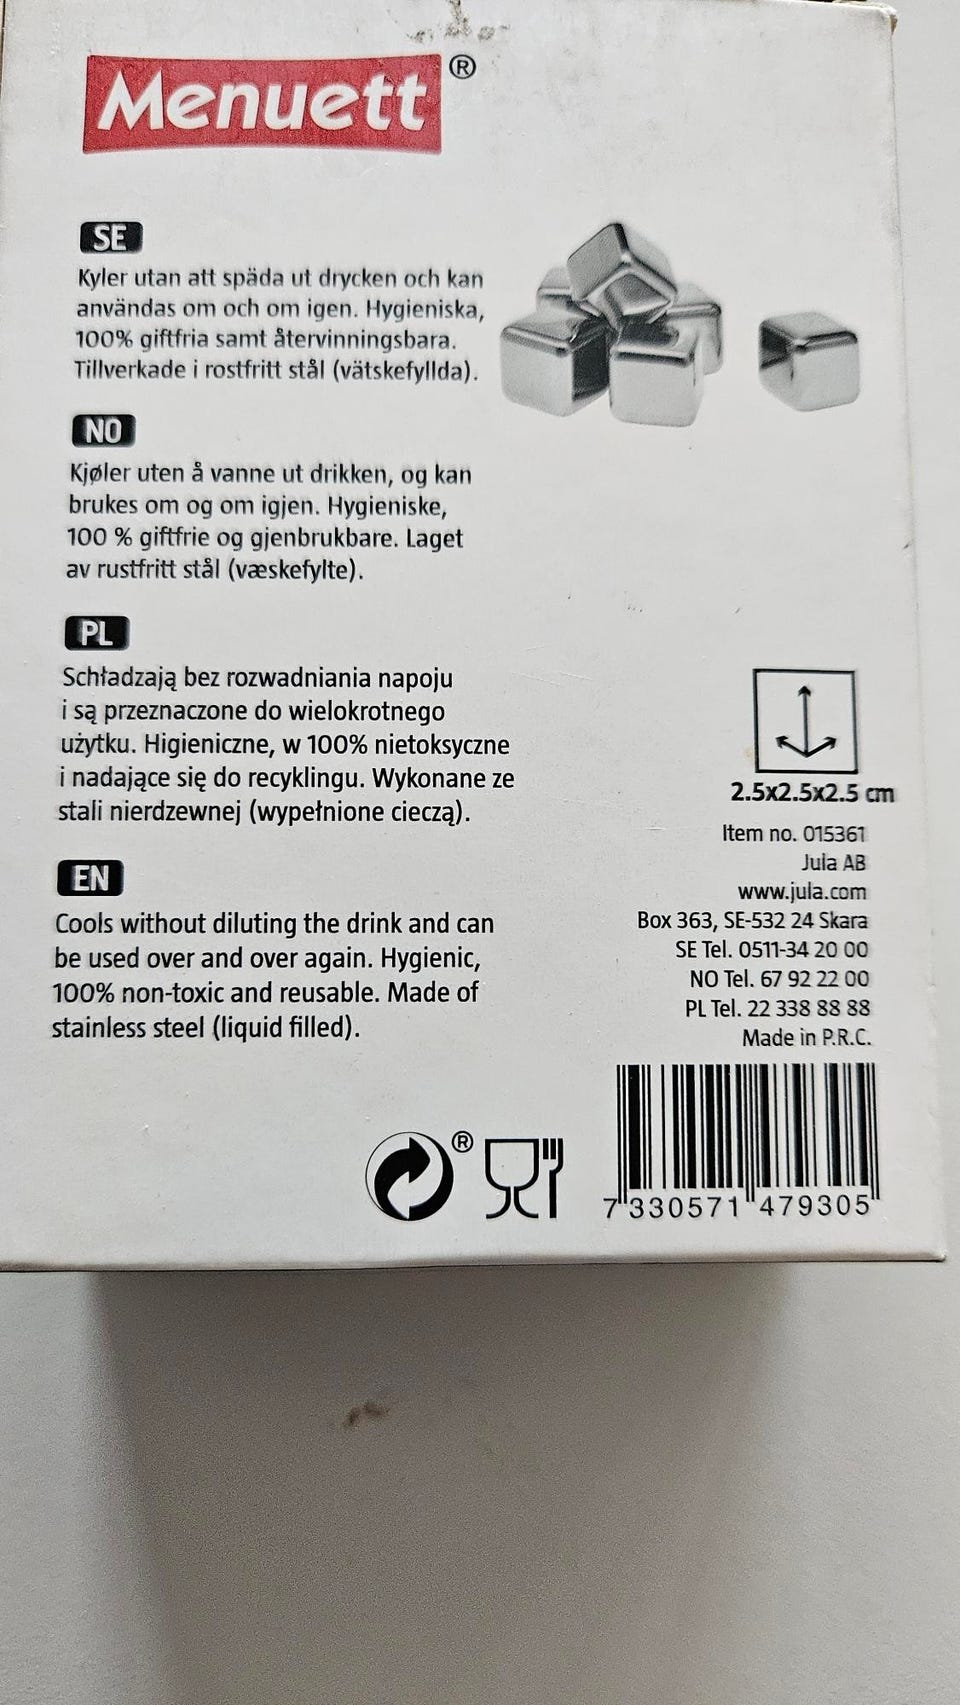 Menuett®
SE
Kyler utan att späda ut drycken och kan
användas om och om igen. Hygieniska,
100% giftfria samt återvinningsbara.
Tillverkade i rostfritt stål (vätskefyllda).
NO
Kjøler uten å vanne ut drikken, og kan
brukes om og om igjen. Hygieniske,
100 % giftfrie og gjenbrukbare. Laget
av rustfritt stål (væskefylte).
PL
Schładzają bez rozwadniania napoju
i są przeznaczone do wielokrotnego
użytku. Higieniczne, w 100% nietoksyczne
i nadające się do recyklingu. Wykonane ze
stali nierdzewnej (wypełnione cieczą).
EN
Cools without diluting the drink and can
be used over and over again. Hygienic,
100% non-toxic and reusable. Made of
stainless steel (liquid filled).
2.5x2.5x2.5 cm
Item no. 015361
Jula AB
www.jula.com
Box 363, SE-532 24 Skara
SE Tel. 0511-34 20 00
NO Tel. 67 92 22 00
PL Tel. 22 338 88 88
Made in P.R.C.
®
7 330571 479305